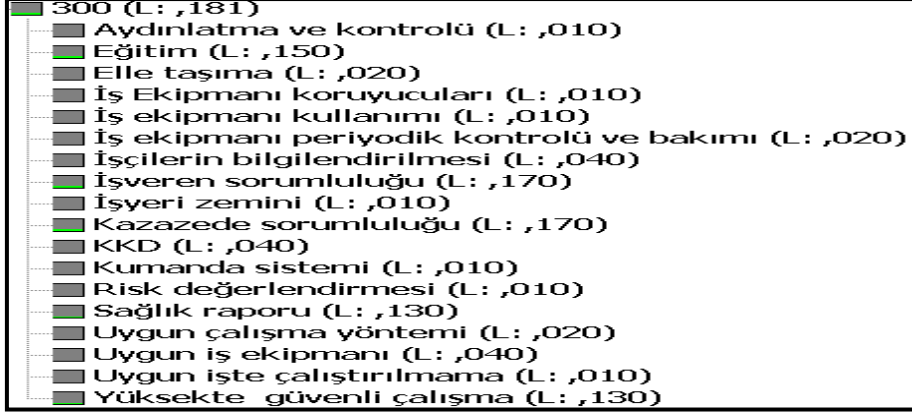 300 (L: ,181)
Aydınlatma ve kontrolü (L: ,010)
Eğitim (L: ,150)
Elle taşıma (L: ,020)
İş Ekipmanı koruyucuları (L: ,010)
İş ekipmanı kullanımı (L: ,010)
İş ekipmanı periyodik kontrolü ve bakımı (L: ,020)
İşçilerin bilgilendirilmesi (L: ,040)
İşveren sorumluluğu (L: ,170)
İşyeri zemini (L: ,010)
Kazazede sorumluluğu (L: ,170)
KKD (L: ,040)
Kumanda sistemi (L: ,010)
Risk değerlendirmesi (L: ,010)
Sağlık raporu (L: ,130)
Uygun çalışma yöntemi (L: ,020)
Uygun iş ekipmanı (L: ,040)
Uygun işte çalıştırılmama (L: ,010)
Yüksekte  güvenli çalışma (L: ,130)